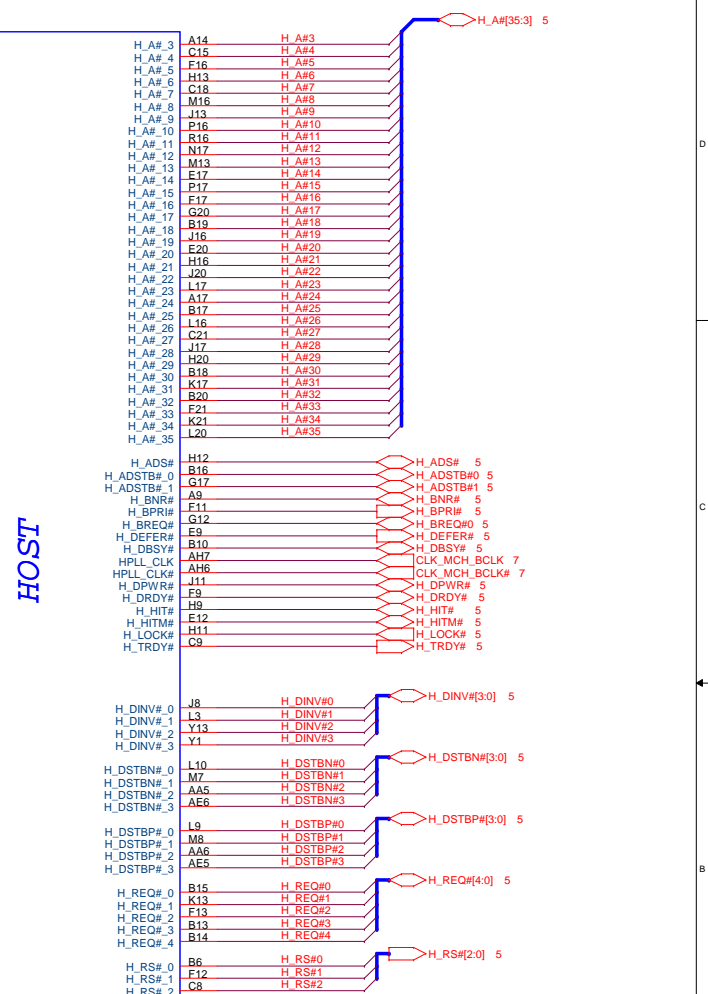 H_A#[35:3] 5
H_A#_3 A14 H_A#3
H_A#_4 C15 H_A#4
H_A#_5 F16 H_A#5
H_A#_6 H13 H_A#6
H_A#_7 C18 H_A#7
H_A#_8 M16 H_A#8
H_A#_9 J13 H_A#9
H_A#_10 P16 H_A#10
H_A#_11 R16 H_A#11
H_A#_12 N17 H_A#12
H_A#_13 M13 H_A#13
H_A#_14 E17 H_A#14
H_A#_15 P17 H_A#15
H_A#_16 F17 H_A#16
H_A#_17 G20 H_A#17
H_A#_18 B19 H_A#18
H_A#_19 J16 H_A#19
H_A#_20 E20 H_A#20
H_A#_21 H16 H_A#21
H_A#_22 J20 H_A#22
H_A#_23 L17 H_A#23
H_A#_24 A17 H_A#24
H_A#_25 B17 H_A#25
H_A#_26 L16 H_A#26
H_A#_27 C21 H_A#27
H_A#_28 J17 H_A#28
H_A#_29 H20 H_A#29
H_A#_30 B18 H_A#30
H_A#_31 K17 H_A#31
H_A#_32 B20 H_A#32
H_A#_33 F21 H_A#33
H_A#_34 K21 H_A#34
H_A#_35 L20 H_A#35
H_ADS# H12 H_ADS# 5
H_ADSTB#_0 B16 H_ADSTB#0 5
H_ADSTB#_1 G17 H_ADSTB#1 5
H_BNR# A9 H_BNR# 5
H_BPRI# F11 H_BPRI# 5
H_BREQ# G12 H_BREQ#0 5
H_DEFER# E9 H_DEFER# 5
H_DBSY# B10 H_DBSY# 5
HPLL_CLK AH7 CLK_MCH_BCLK 7
HPLL_CLK# AH6 CLK_MCH_BCLK# 7
H_DPWR# J11 H_DPWR# 5
H_DRDY# F9 H_DRDY# 5
H_HIT# H9 H_HIT# 5
H_HITM# E12 H_HITM# 5
H_LOCK# H11 H_LOCK# 5
H_TRDY# C9 H_TRDY# 5
HOST
H_DINV#[3:0] 5
H_DINV#_0 J8 H_DINV#0
H_DINV#_1 L3 H_DINV#1
H_DINV#_2 Y13 H_DINV#2
H_DINV#_3 Y1 H_DINV#3
H_DSTBN#[3:0] 5
H_DSTBN#_0 L10 H_DSTBN#0
H_DSTBN#_1 M7 H_DSTBN#1
H_DSTBN#_2 AA5 H_DSTBN#2
H_DSTBN#_3 AE6 H_DSTBN#3
H_DSTBP#[3:0] 5
H_DSTBP#_0 L9 H_DSTBP#0
H_DSTBP#_1 M8 H_DSTBP#1
H_DSTBP#_2 AA6 H_DSTBP#2
H_DSTBP#_3 AE5 H_DSTBP#3
H_REQ#[4:0] 5
H_REQ#_0 B15 H_REQ#0
H_REQ#_1 K13 H_REQ#1
H_REQ#_2 F13 H_REQ#2
H_REQ#_3 B13 H_REQ#3
H_REQ#_4 B14 H_REQ#4
H_RS#[2:0] 5
H_RS#_0 B6 H_RS#0
H_RS#_1 F12 H_RS#1
H_RS#_2 C8 H_RS#2
D
C
B